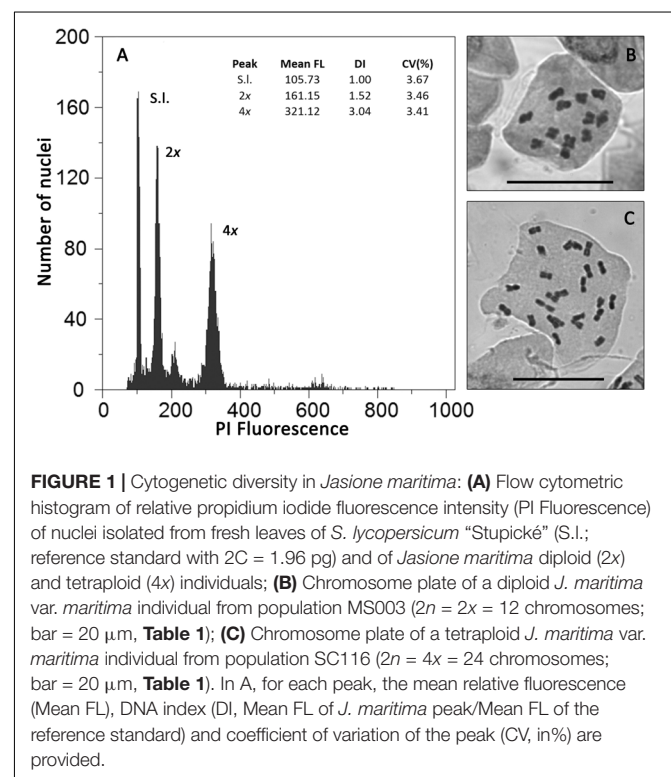 200
160
120
80
40
0
Number of nuclei
A
S.l.
2x
4x
Peak Mean FL DI CV(%)
S.l. 105.73 1.00 3.67
2x 161.15 1.52 3.46
4x 321.12 3.04 3.41
0 200 400 600 800 1000
PI Fluorescence
B
C
FIGURE 1 | Cytogenetic diversity in Jasione maritima: (A) Flow cytometric
histogram of relative propidium iodide fluorescence intensity (PI Fluorescence)
of nuclei isolated from fresh leaves of S. lycopersicum “Stupické” (S.l.;
reference standard with 2C = 1.96 pg) and of Jasione maritima diploid (2x)
and tetraploid (4x) individuals; (B) Chromosome plate of a diploid J. maritima
var. maritima individual from population MS003 (2n = 2x = 12 chromosomes;
bar = 20 μm, Table 1); (C) Chromosome plate of a tetraploid J. maritima var.
maritima individual from population SC116 (2n = 4x = 24 chromosomes;
bar = 20 μm, Table 1). In A, for each peak, the mean relative fluorescence
(Mean FL), DNA index (DI, Mean FL of J. maritima peak/Mean FL of the
reference standard) and coefficient of variation of the peak (CV, in%) are
provided.